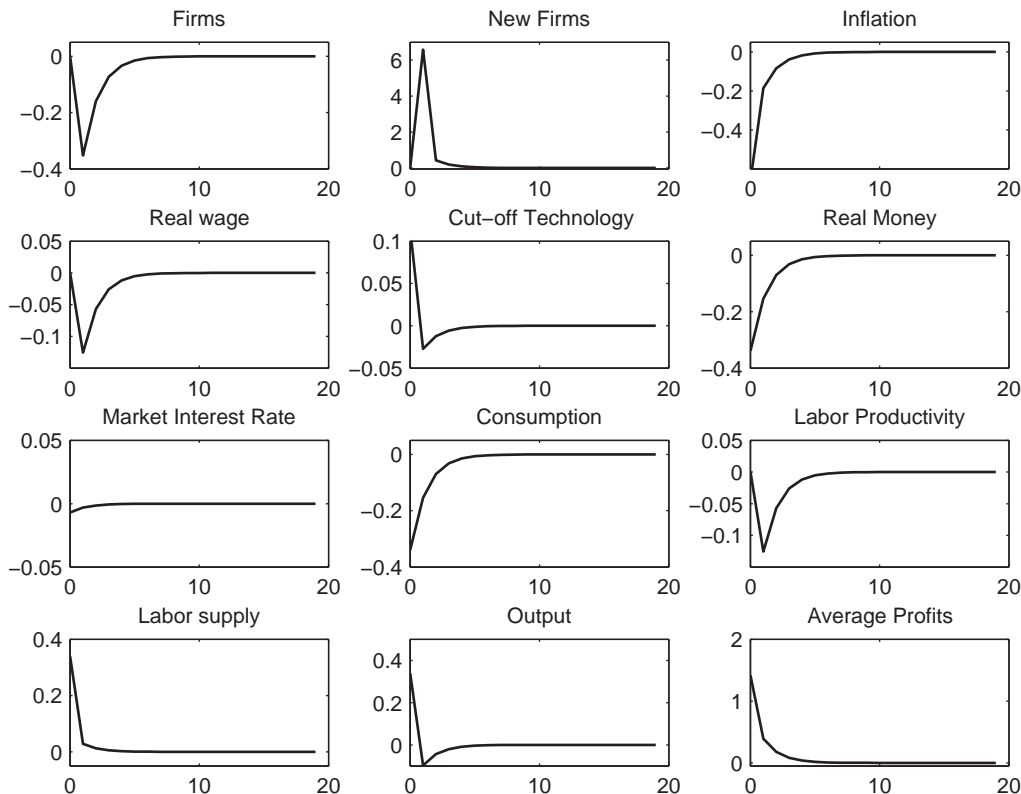 Firms New Firms Inflation
0 6 0
−0.2 4 −0.2
2 −0.4
−0.4 0
0 10 20 0 10 20 0 10 20
Real wage Cut−off Technology Real Money
0.05 0.1 0
0 0.05 −0.2
−0.05 0
−0.1 −0.05 −0.4
0 10 20 0 10 20 0 10 20
Market Interest Rate Consumption Labor Productivity
0.05 0 0.05
0 −0.2 0
−0.05
−0.05 −0.4 −0.1
0 10 20 0 10 20 0 10 20
Labor supply Output Average Profits
0.4 0.4 2
0.2 0.2 1
0 0 0
0 10 20 0 10 20 0 10 20